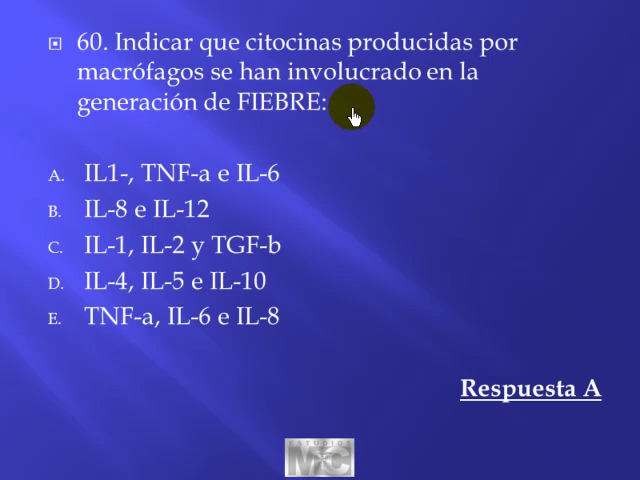 60. Indicar que citocinas producidas por
macrófagos se han involucrado en la
generación de FIEBRE:
A. IL1-, TNF-a e IL-6
B. IL-8 e IL-12
C. IL-1, IL-2 y TGF-b
D. IL-4, IL-5 e IL-10
E. TNF-a, IL-6 e IL-8
Respuesta A
ESTUDIOS
M C